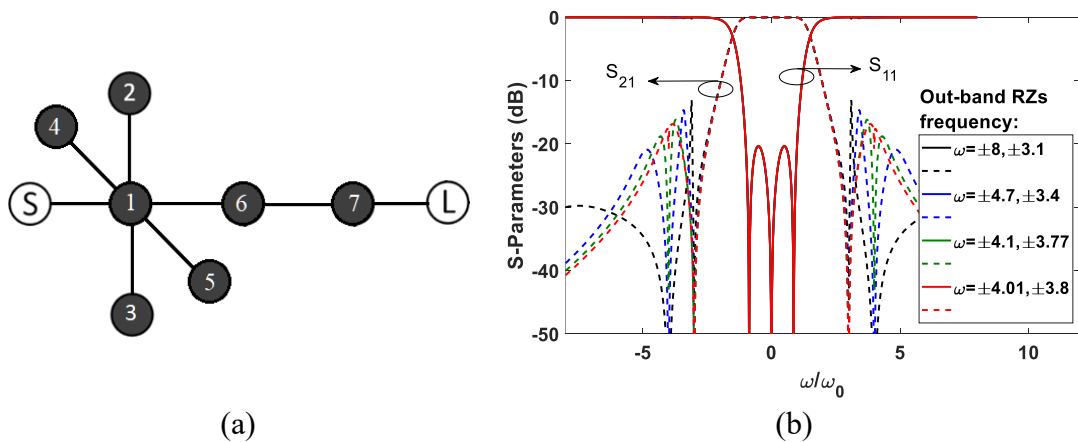 2
4
S
1
6
7
L
5
3
(a)
0
-10
-20
-30
-40
-50
S-Parameters (dB)
S21
S11
Out-band RZs
frequency:
ω=±8,±3.1
ω=±4.7,±3.4
ω=±4.1,±3.77
ω=±4.01,±3.8
-5
0
5
10
ω/ω0
(b)